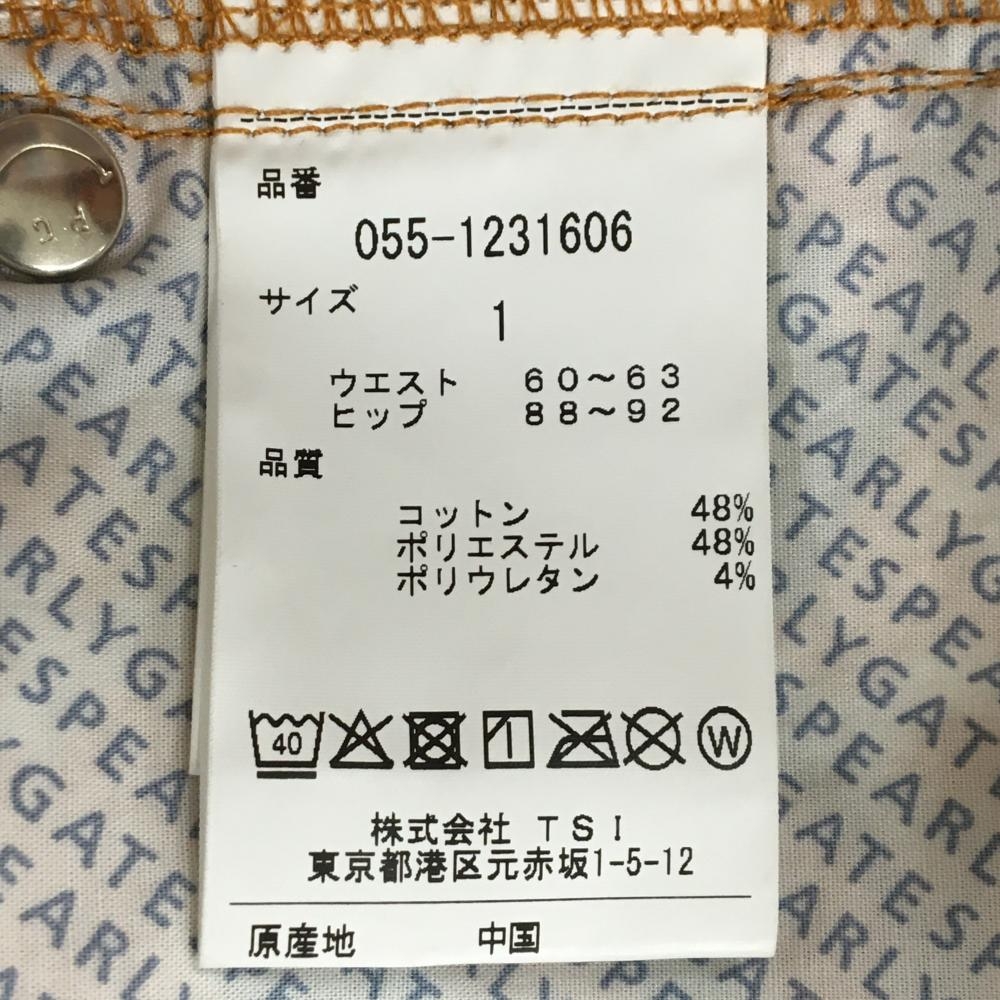 品番
055-1231606
サイズ
1
ウエスト 60～63
ヒップ 88～92
品質
コットン 48%
ポリエステル 48%
ポリウレタン 4%
40 W
株式会社 TSI
東京都港区元赤坂1-5-12
原産地 中国
PEARLYGATES